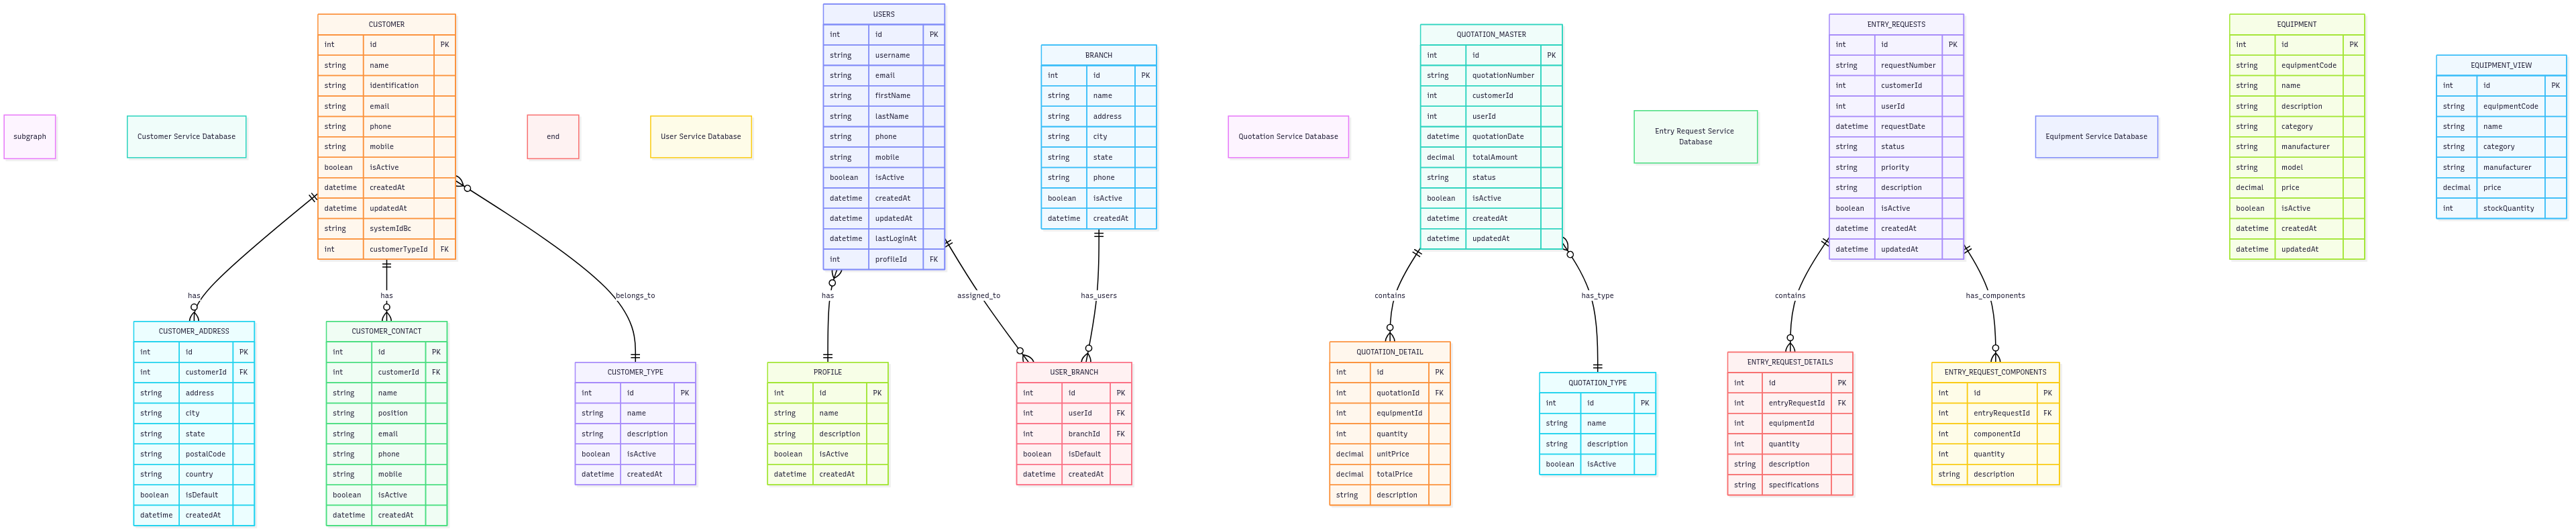 subgraph
Customer Service Database
CUSTOMER
int id PK
string name
string identification
string email
string phone
string mobile
boolean isActive
datetime createdAt
datetime updatedAt
string systemIdBc
int customerTypeId FK
end
User Service Database
USERS
int id PK
string username
string email
string firstName
string lastName
string phone
string mobile
boolean isActive
datetime createdAt
datetime updatedAt
datetime lastLoginAt
int profileId FK
BRANCH
int id PK
string name
string address
string city
string state
string phone
boolean isActive
datetime createdAt
Quotation Service Database
QUOTATION_MASTER
int id PK
string quotationNumber
int customerId
int userId
datetime quotationDate
decimal totalAmount
string status
boolean isActive
datetime createdAt
datetime updatedAt
Entry Request Service
Database
ENTRY_REQUESTS
int id PK
string requestNumber
int customerId
int userId
datetime requestDate
string status
string priority
string description
boolean isActive
datetime createdAt
datetime updatedAt
Equipment Service Database
EQUIPMENT
int id PK
string equipmentCode
string name
string description
string category
string manufacturer
string model
decimal price
boolean isActive
datetime createdAt
datetime updatedAt
EQUIPMENT_VIEW
int id PK
string equipmentCode
string name
string category
string manufacturer
decimal price
int stockQuantity
has
has
belongs_to
has
assigned_to
has_users
contains
has_type
contains
has_components
CUSTOMER_ADDRESS
int id PK
int customerId FK
string address
string city
string state
string postalCode
string country
boolean isDefault
datetime createdAt
CUSTOMER_CONTACT
int id PK
int customerId FK
string name
string position
string email
string phone
string mobile
boolean isActive
datetime createdAt
CUSTOMER_TYPE
int id PK
string name
string description
boolean isActive
datetime createdAt
PROFILE
int id PK
string name
string description
boolean isActive
datetime createdAt
USER_BRANCH
int id PK
int userId FK
int branchId FK
boolean isDefault
datetime createdAt
QUOTATION_DETAIL
int id PK
int quotationId FK
int equipmentId
int quantity
decimal unitPrice
decimal totalPrice
string description
QUOTATION_TYPE
int id PK
string name
string description
boolean isActive
ENTRY_REQUEST_DETAILS
int id PK
int entryRequestId FK
int equipmentId
int quantity
string description
string specifications
ENTRY_REQUEST_COMPONENTS
int id PK
int entryRequestId FK
int componentId
int quantity
string description